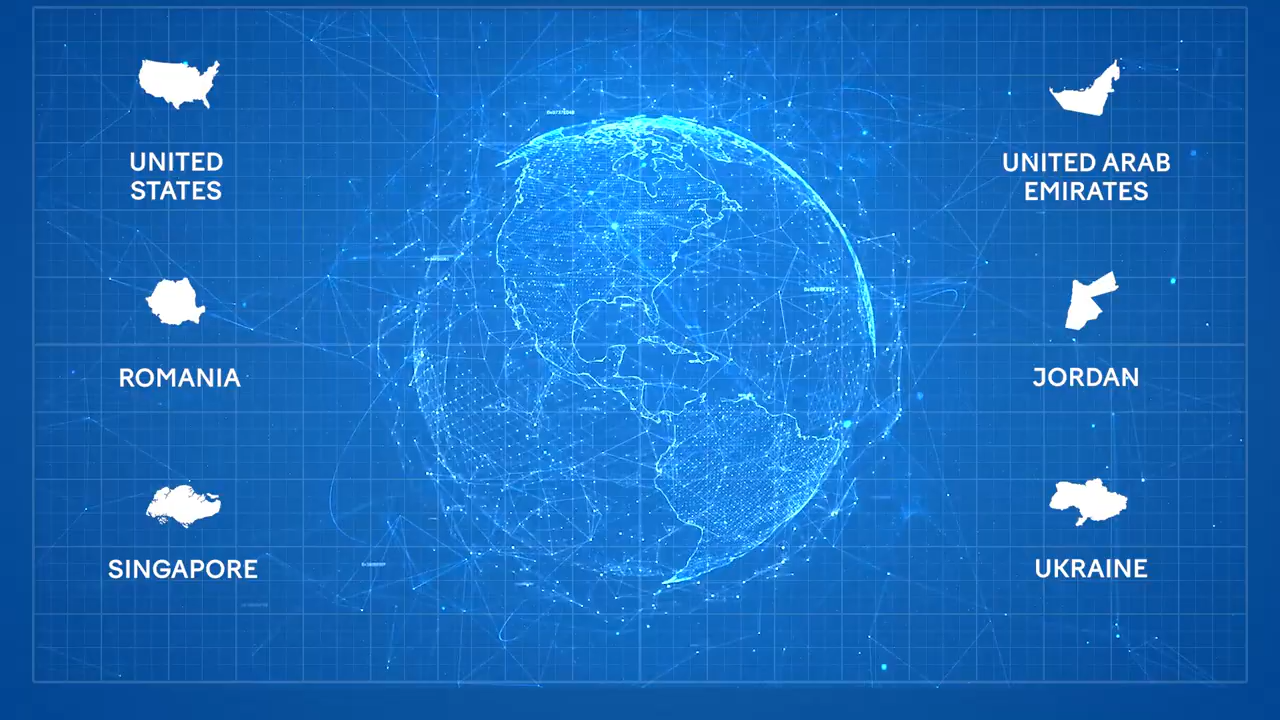 UNITED
STATES
UNITED ARAB
EMIRATES
ROMANIA
JORDAN
SINGAPORE
UKRAINE